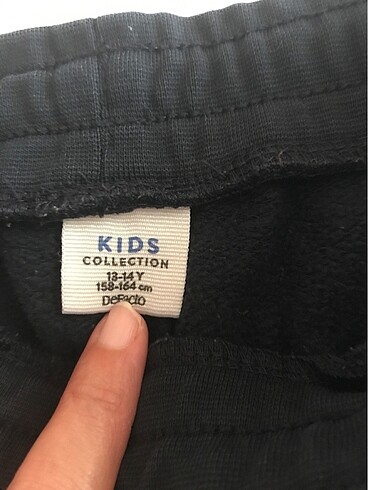 KIDS
COLLECTION
13-14 Y
158-164 cm
DeFacto